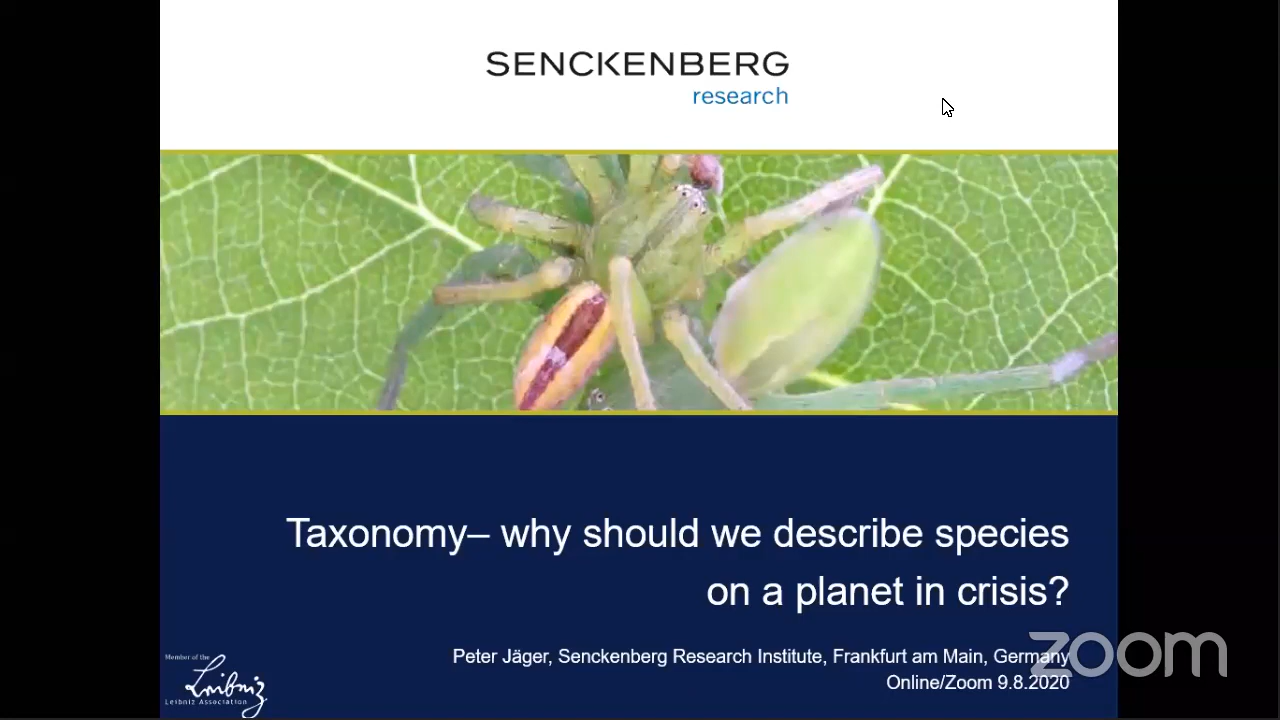 SENCKENBERG
research
Taxonomy– why should we describe species
on a planet in crisis?
Peter Jäger, Senckenberg Research Institute, Frankfurt am Main, Germany
Online/Zoom 9.8.2020
zoom
Member of the
Leibniz
Leibniz Association